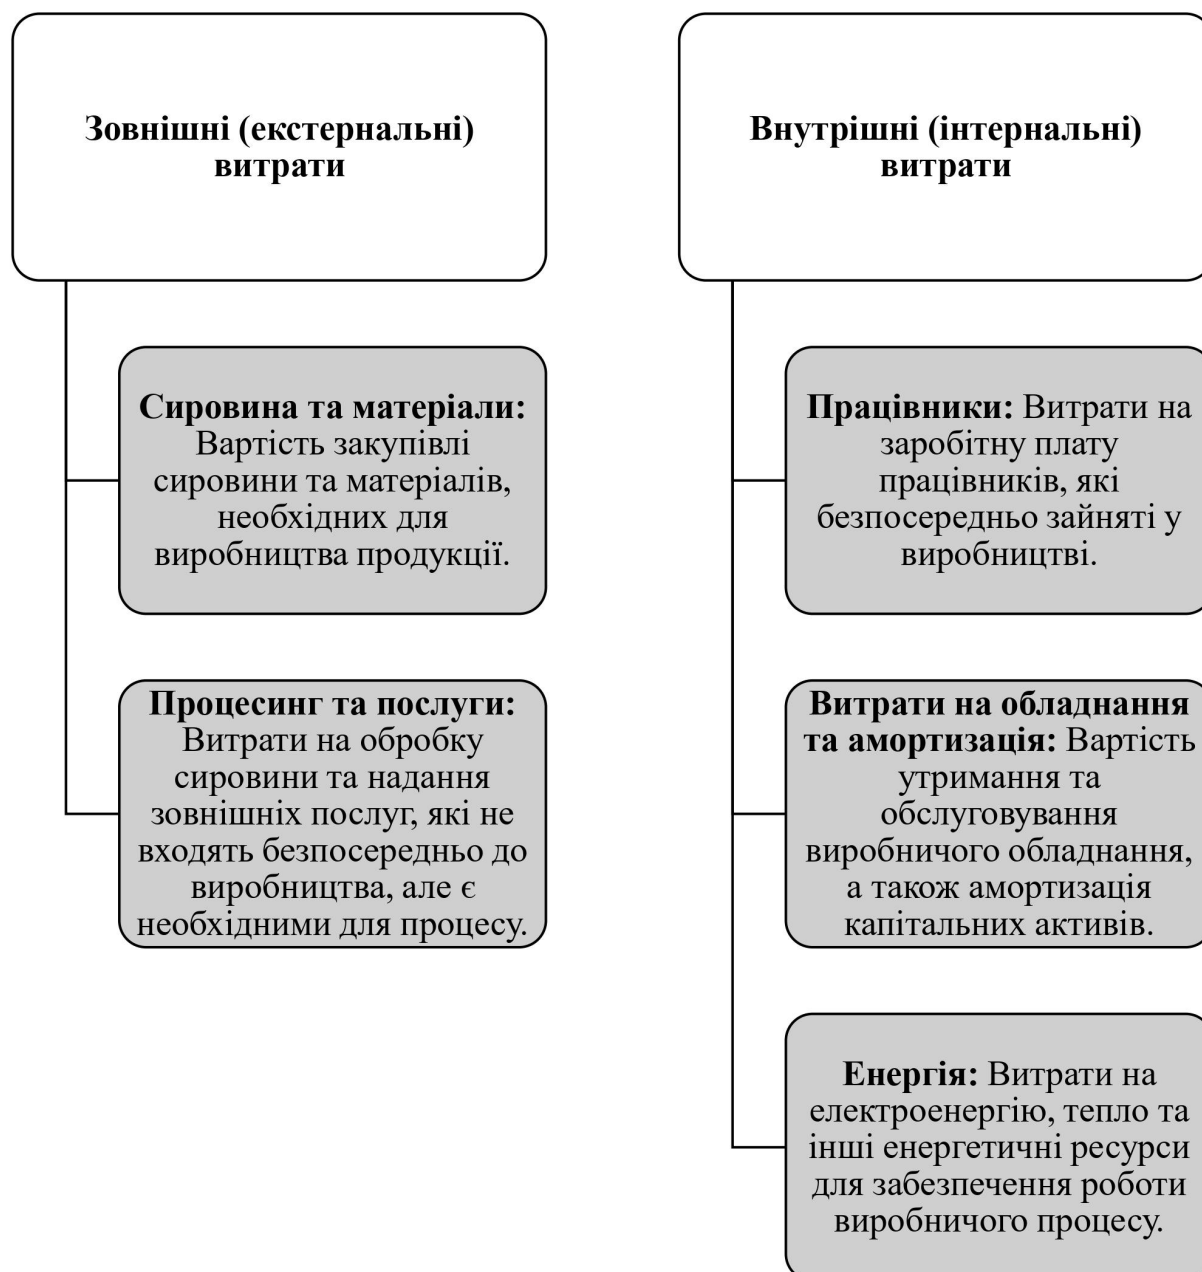 Зовнішні (екстернальні)
витрати
Сировина та матеріали:
Вартість закупівлі
сировини та матеріалів,
необхідних для
виробництва продукції.
Процесинг та послуги:
Витрати на обробку
сировини та надання
зовнішніх послуг, які не
входять безпосередньо до
виробництва, але є
необхідними для процесу.
Внутрішні (інтернальні)
витрати
Працівники: Витрати на
заробітну плату
працівників, які
безпосередньо зайняті у
виробництві.
Витрати на обладнання
та амортизація: Вартість
утримання та
обслуговування
виробничого обладнання,
а також амортизація
капітальних активів.
Енергія: Витрати на
електроенергію, тепло та
інші енергетичні ресурси
для забезпечення роботи
виробничого процесу.